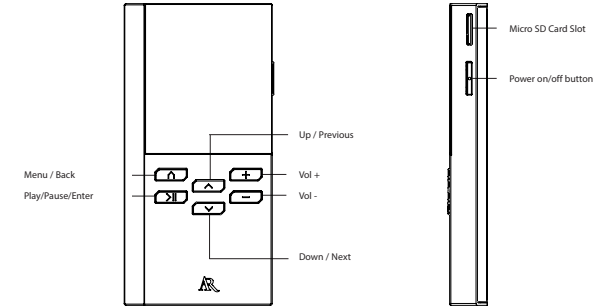 Micro SD Card Slot
Power on/off button
Up / Previous
Menu / Back
Vol +
Play/Pause/Enter
Vol -
Down / Next
AR